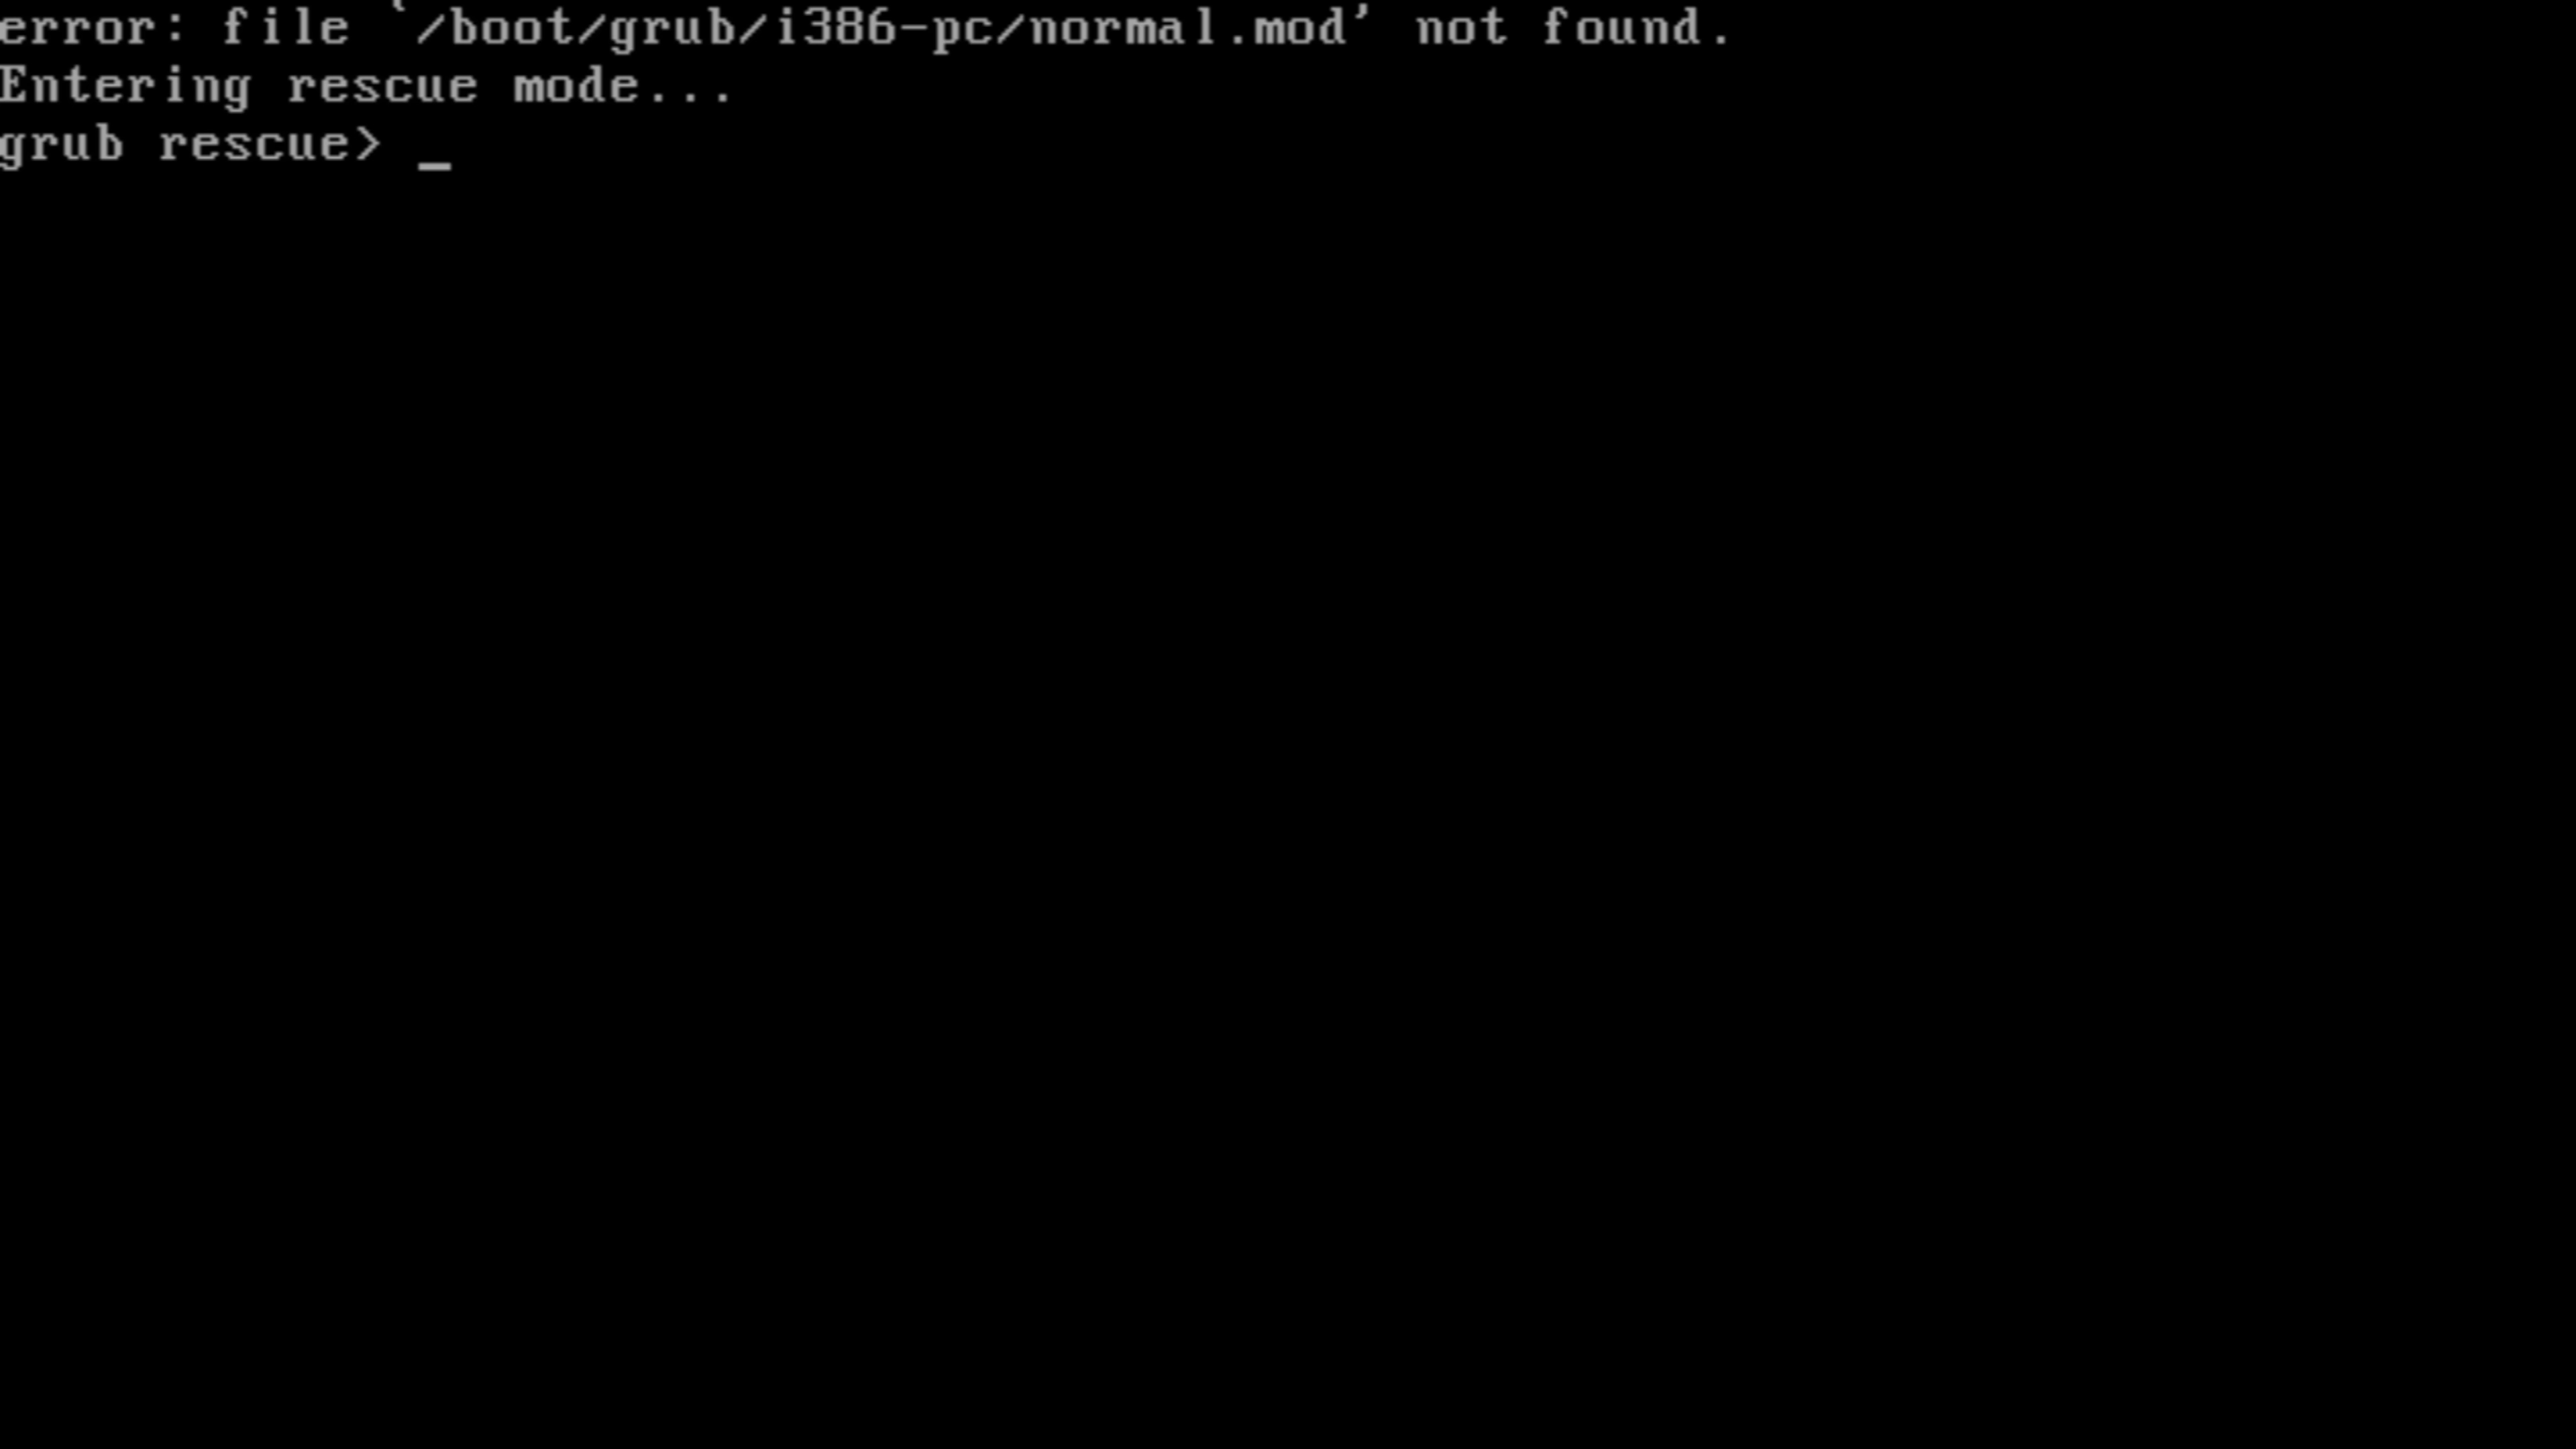 error: file `/boot/grub/i386-pc/normal.mod' not found.
Entering rescue mode...
grub rescue> _